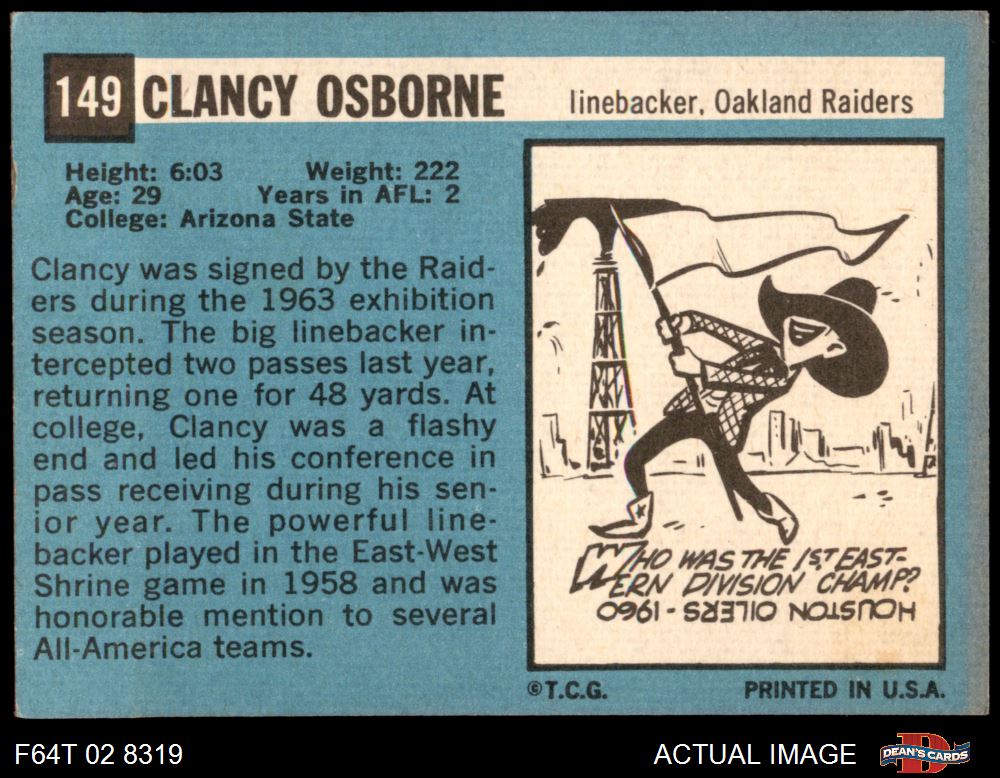 149 CLANCY OSBORNE linebacker, Oakland Raiders
Height: 6:03 Weight: 222
Age: 29 Years in AFL: 2
College: Arizona State
Clancy was signed by the Raid-
ers during the 1963 exhibition
season. The big linebacker in-
tercepted two passes last year,
returning one for 48 yards. At
college, Clancy was a flashy
end and led his conference in
pass receiving during his sen-
ior year. The powerful line-
backer played in the East-West
Shrine game in 1958 and was
honorable mention to several
All-America teams.
WHO WAS THE 1ST EAST-
ERN DIVISION CHAMP?
HOUSTON OILERS - 1960
©T.C.G. PRINTED IN U.S.A.
F64T 02 8319
ACTUAL IMAGE
DEAN'S CARDS